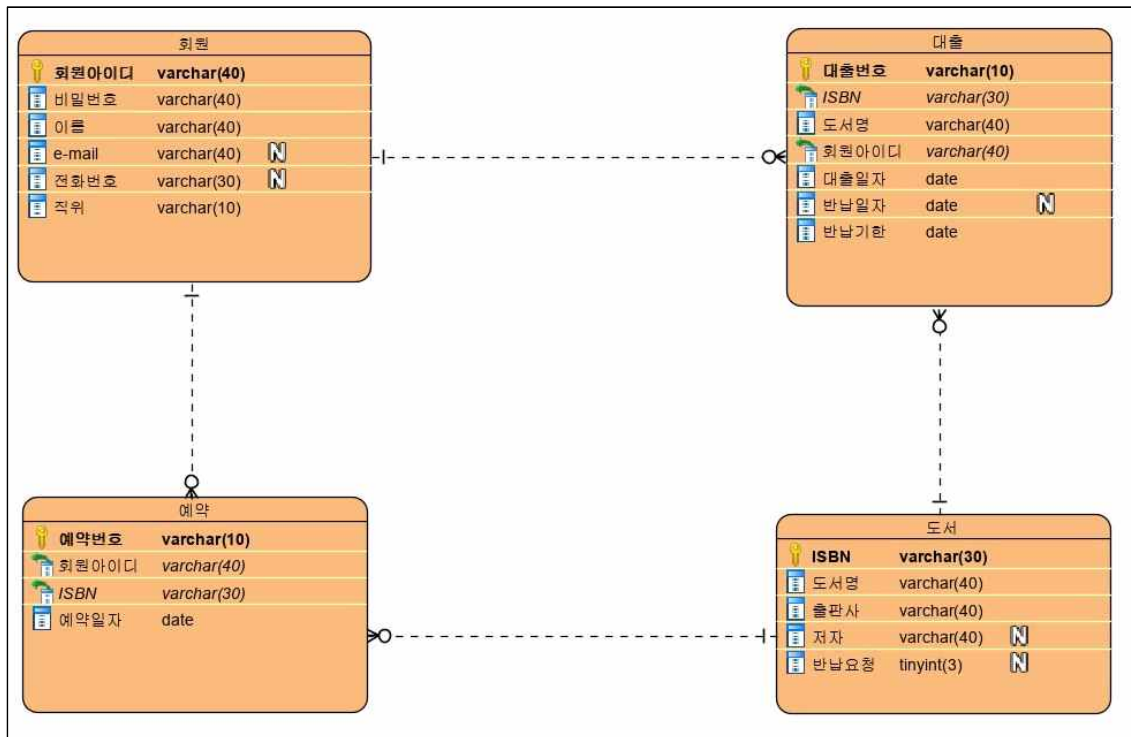 회원
회원아이디 varchar(40)
비밀번호 varchar(40)
이름 varchar(40)
e-mail varchar(40) N
전화번호 varchar(30) N
직위 varchar(10)
대출
대출번호 varchar(10)
ISBN varchar(30)
도서명 varchar(40)
회원아이디 varchar(40)
대출일자 date
반납일자 date N
반납기한 date
예약
예약번호 varchar(10)
회원아이디 varchar(40)
ISBN varchar(30)
예약일자 date
도서
ISBN varchar(30)
도서명 varchar(40)
출판사 varchar(40)
저자 varchar(40) N
반납요청 tinyint(3) N